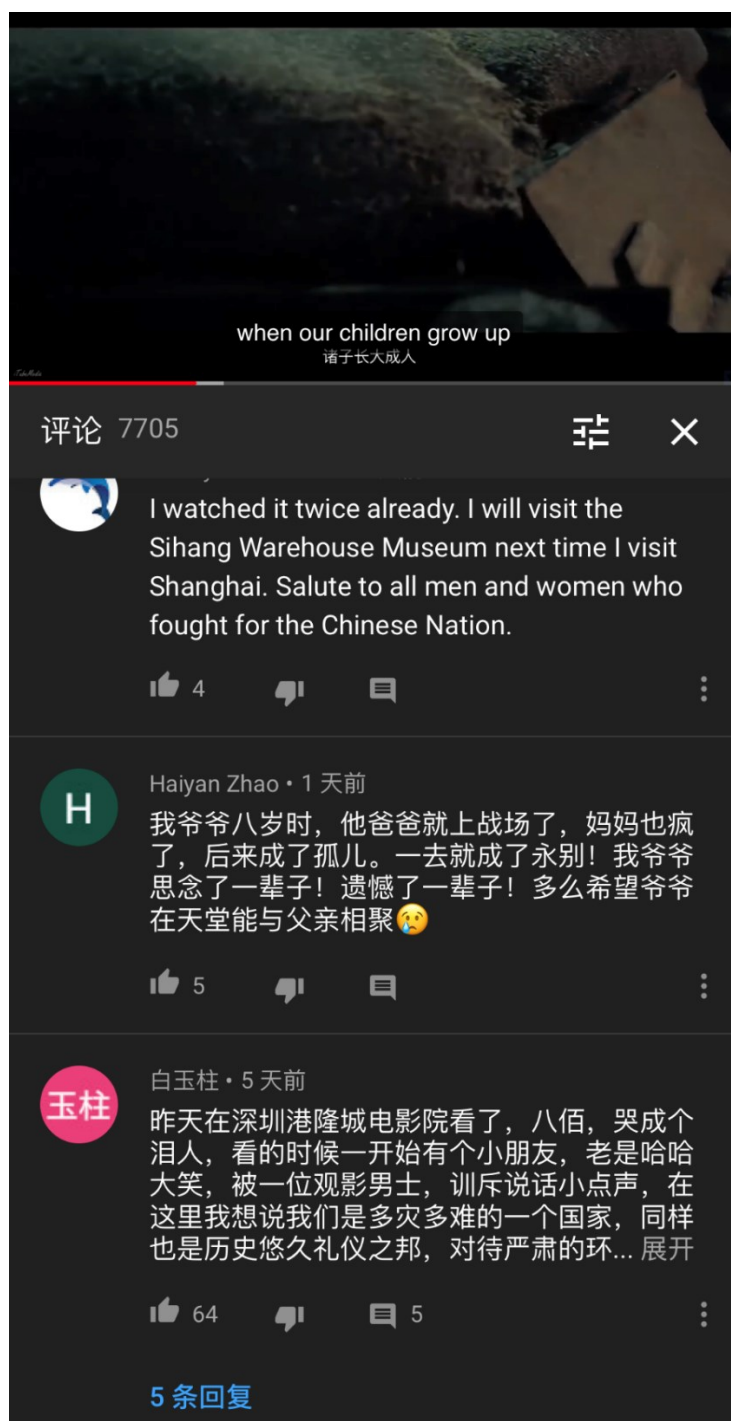 when our children grow up
诸子长大成人
评论 7705
I watched it twice already. I will visit the
Sihang Warehouse Museum next time I visit
Shanghai. Salute to all men and women who
fought for the Chinese Nation.
4
H
Haiyan Zhao • 1 天前
我爷爷八岁时，他爸爸就上战场了，妈妈也疯
了，后来成了孤儿。一去就成了永别！我爷爷
思念了一辈子！遗憾了一辈子！多么希望爷爷
在天堂能与父亲相聚😢
5
玉柱
白玉柱 • 5 天前
昨天在深圳港隆城电影院看了，八佰，哭成个
泪人，看的时候一开始有个小朋友，老是哈哈
大笑，被一位观影男士，训斥说话小点声，在
这里我想说我们是多灾多难的一个国家，同样
也是历史悠久礼仪之邦，对待严肃的环... 展开
64 5
5 条回复